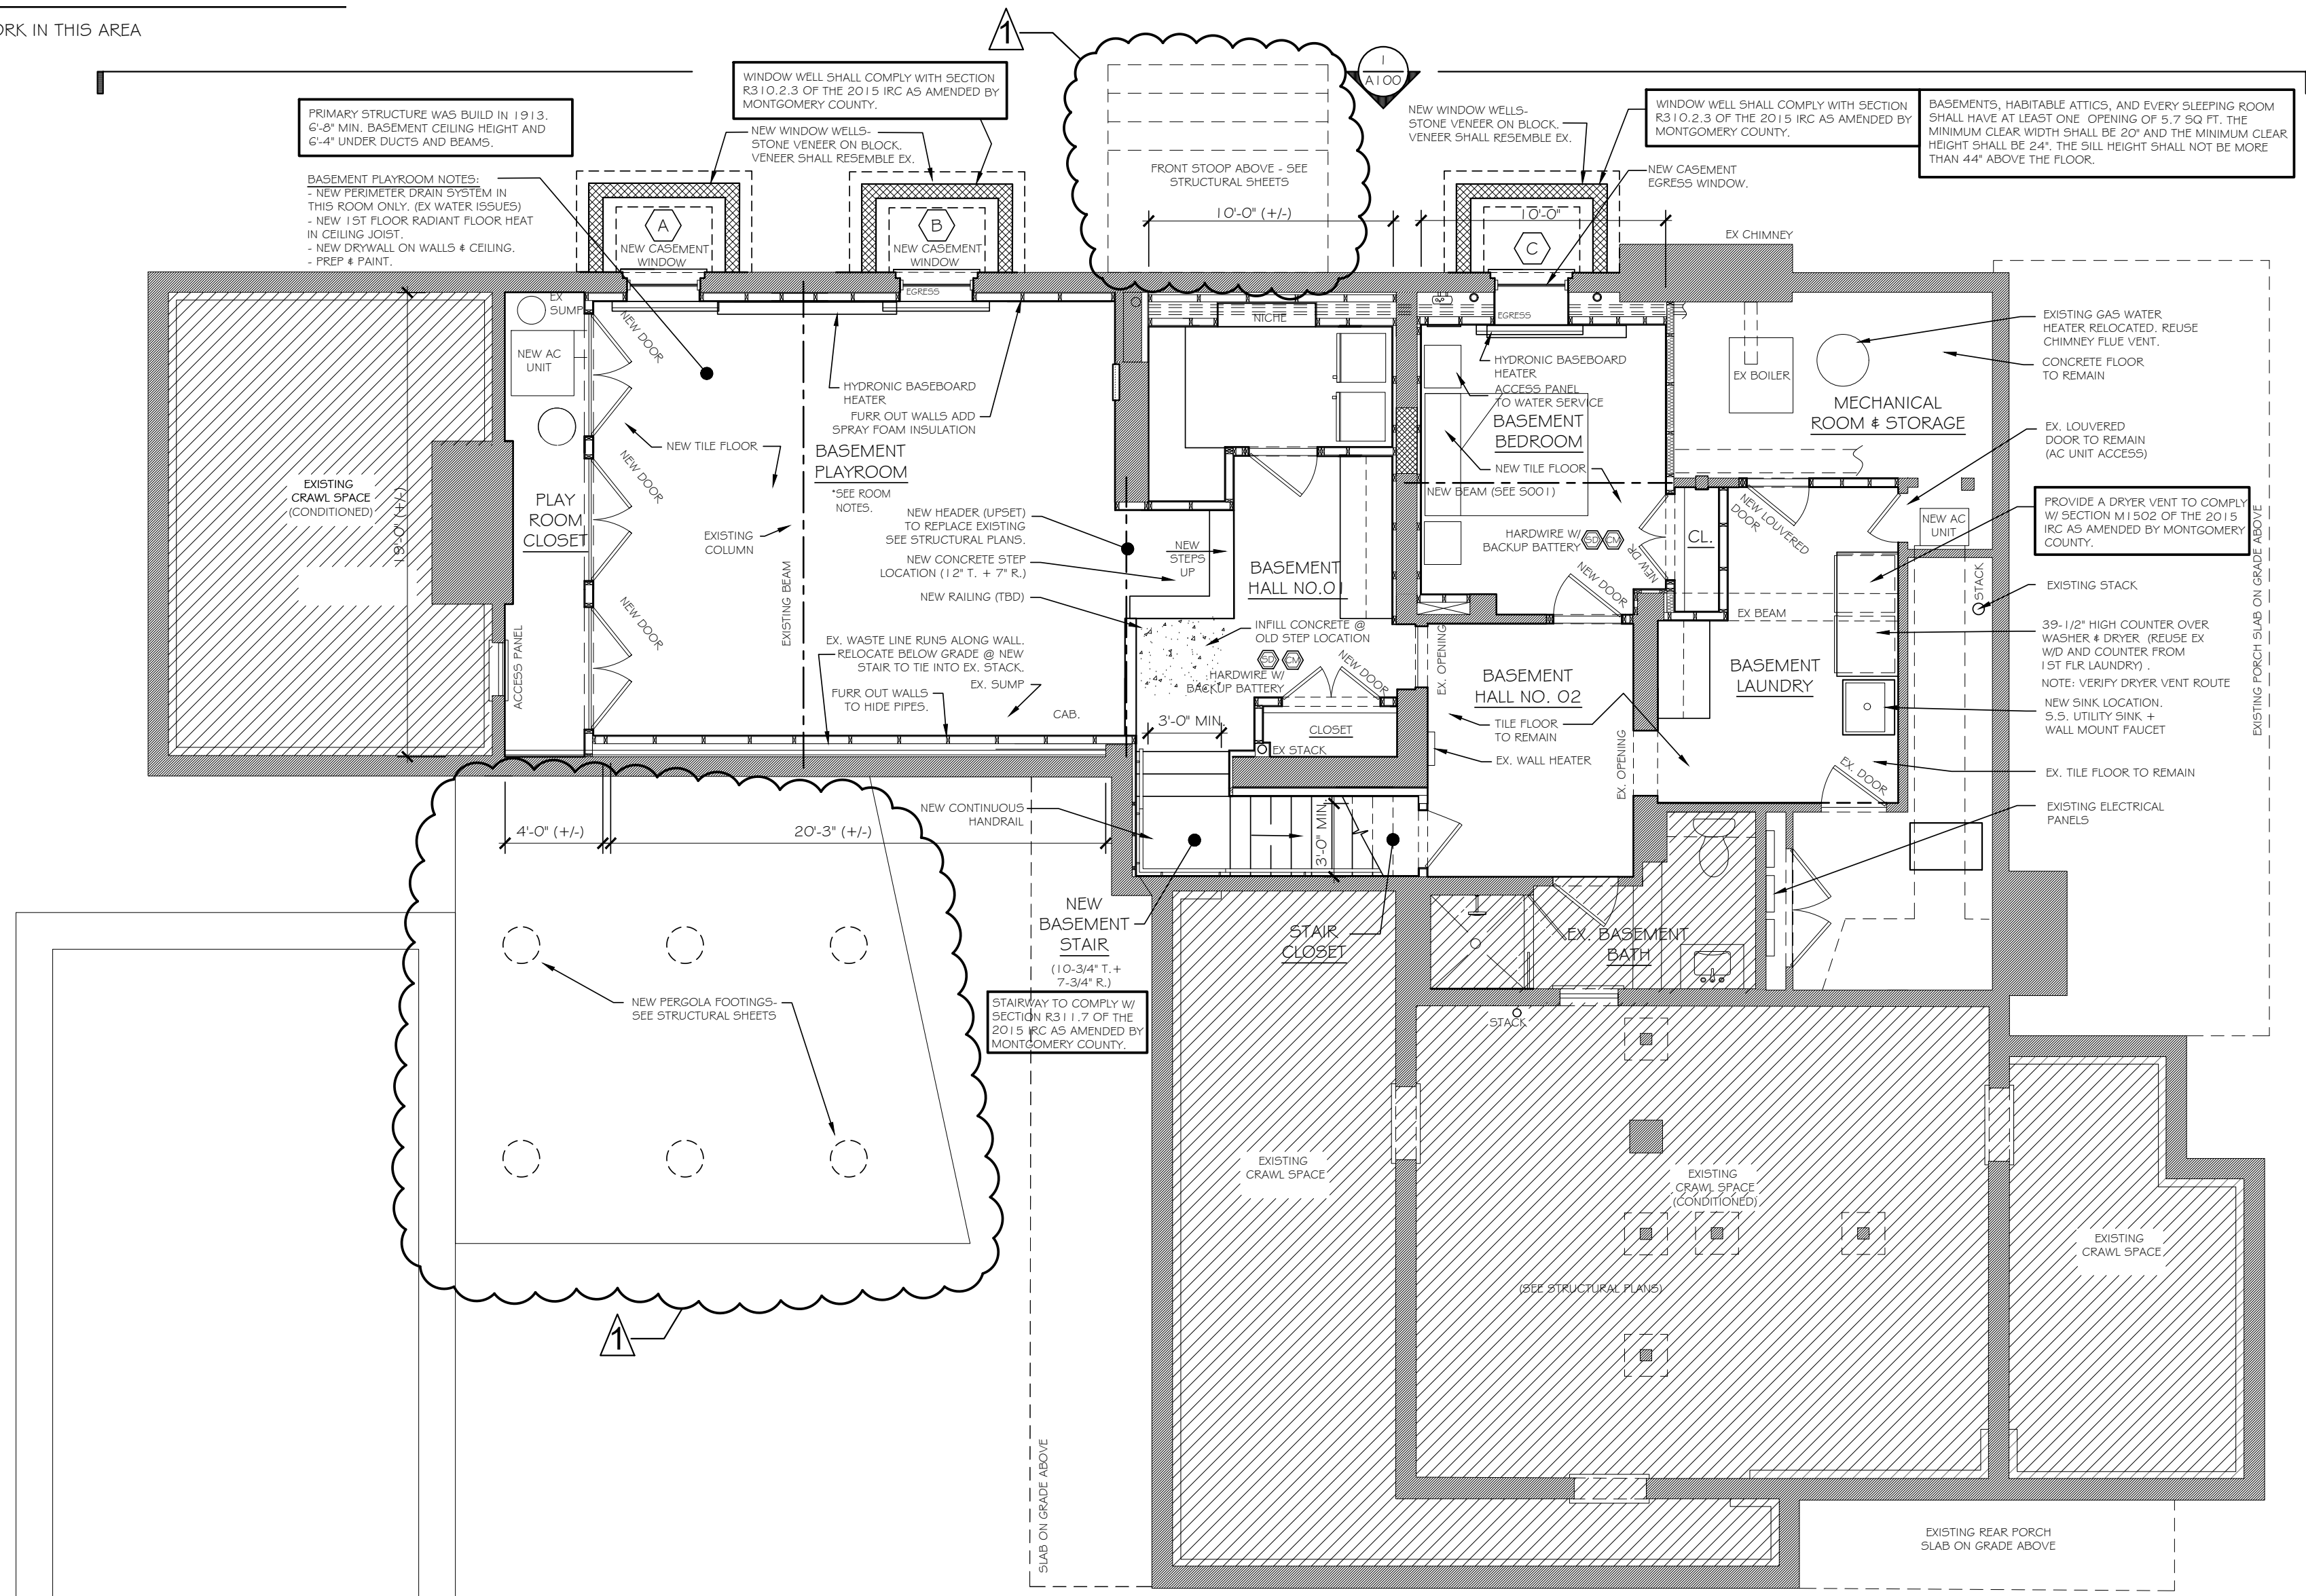 ORK IN THIS AREA
1
1
A100
PRIMARY STRUCTURE WAS BUILD IN 1913.
6'-8" MIN. BASEMENT CEILING HEIGHT AND
6'-4" UNDER DUCTS AND BEAMS.
WINDOW WELL SHALL COMPLY WITH SECTION
R310.2.3 OF THE 2015 IRC AS AMENDED BY
MONTGOMERY COUNTY.
NEW WINDOW WELLS-
STONE VENEER ON BLOCK.
VENEER SHALL RESEMBLE EX.
BASEMENT PLAYROOM NOTES:
- NEW PERIMETER DRAIN SYSTEM IN
THIS ROOM ONLY. (EX WATER ISSUES)
- NEW 1ST FLOOR RADIANT FLOOR HEAT
IN CEILING JOIST.
- NEW DRYWALL ON WALLS & CEILING.
- PREP & PAINT.
FRONT STOOP ABOVE - SEE
STRUCTURAL SHEETS
10'-0" (+/-)
NEW WINDOW WELLS-
STONE VENEER ON BLOCK.
VENEER SHALL RESEMBLE EX.
WINDOW WELL SHALL COMPLY WITH SECTION
R310.2.3 OF THE 2015 IRC AS AMENDED BY
MONTGOMERY COUNTY.
BASEMENTS, HABITABLE ATTICS, AND EVERY SLEEPING ROOM
SHALL HAVE AT LEAST ONE OPENING OF 5.7 SQ FT. THE
MINIMUM CLEAR WIDTH SHALL BE 20" AND THE MINIMUM CLEAR
HEIGHT SHALL BE 24". THE SILL HEIGHT SHALL NOT BE MORE
THAN 44" ABOVE THE FLOOR.
NEW CASEMENT
EGRESS WINDOW.
10'-0"
A
NEW CASEMENT
WINDOW
B
NEW CASEMENT
WINDOW
EGRESS
C
EGRESS
EX CHIMNEY
EX
SUMP
NEW AC
UNIT
NEW DOOR
NEW DOOR
NEW DOOR
PLAY
ROOM
CLOSET
ACCESS PANEL
EXISTING
CRAWL SPACE
(CONDITIONED)
19'-0" (+/-)
HYDRONIC BASEBOARD
HEATER
FURR OUT WALLS ADD
SPRAY FOAM INSULATION
NEW TILE FLOOR
BASEMENT
PLAYROOM
*SEE ROOM
NOTES.
EXISTING
COLUMN
EXISTING BEAM
NEW HEADER (UPSET)
TO REPLACE EXISTING
SEE STRUCTURAL PLANS.
NEW CONCRETE STEP
LOCATION (12" T. + 7" R.)
NEW RAILING (TBD)
EX. WASTE LINE RUNS ALONG WALL.
RELOCATE BELOW GRADE @ NEW
STAIR TO TIE INTO EX. STACK.
EX. SUMP
FURR OUT WALLS
TO HIDE PIPES.
CAB.
NICHE
NEW
STEPS
UP
BASEMENT
HALL NO.01
INFILL CONCRETE @
OLD STEP LOCATION
SD
CM
HARDWIRE W/
BACKUP BATTERY
NEW DOOR
3'-0" MIN.
CLOSET
EX STACK
HYDRONIC BASEBOARD
HEATER
ACCESS PANEL
TO WATER SERVICE
BASEMENT
BEDROOM
NEW TILE FLOOR
NEW BEAM (SEE S001)
HARDWIRE W/
BACKUP BATTERY
SD
CM
NEW DR
NEW DOOR
CL.
EX BOILER
MECHANICAL
ROOM & STORAGE
NEW LOUVERED
DOOR
NEW AC
UNIT
STACK
EX BEAM
BASEMENT
LAUNDRY
EX. OPENING
BASEMENT
HALL NO. 02
TILE FLOOR
TO REMAIN
EX. WALL HEATER
EX. OPENING
EX. DOOR
EXISTING GAS WATER
HEATER RELOCATED. REUSE
CHIMNEY FLUE VENT.
CONCRETE FLOOR
TO REMAIN
EX. LOUVERED
DOOR TO REMAIN
(AC UNIT ACCESS)
PROVIDE A DRYER VENT TO COMPLY
W/ SECTION M1502 OF THE 2015
IRC AS AMENDED BY MONTGOMERY
COUNTY.
EXISTING STACK
39-1/2" HIGH COUNTER OVER
WASHER & DRYER (REUSE EX
W/D AND COUNTER FROM
1ST FLR LAUNDRY) .
NOTE: VERIFY DRYER VENT ROUTE
NEW SINK LOCATION.
S.S. UTILITY SINK +
WALL MOUNT FAUCET
EX. TILE FLOOR TO REMAIN
EXISTING ELECTRICAL
PANELS
EXISTING PORCH SLAB ON GRADE ABOVE
4'-0" (+/-)
20'-3" (+/-)
NEW CONTINUOUS
HANDRAIL
3'-0" MIN.
NEW
BASEMENT
STAIR
(10-3/4" T.+
7-3/4" R.)
STAIRWAY TO COMPLY W/
SECTION R311.7 OF THE
2015 IRC AS AMENDED BY
MONTGOMERY COUNTY.
STAIR
CLOSET
EX. BASEMENT
BATH
STACK
NEW PERGOLA FOOTINGS-
SEE STRUCTURAL SHEETS
1
EXISTING
CRAWL SPACE
EXISTING
CRAWL SPACE
(CONDITIONED)
(SEE STRUCTURAL PLANS)
EXISTING
CRAWL SPACE
SLAB ON GRADE ABOVE
EXISTING REAR PORCH
SLAB ON GRADE ABOVE